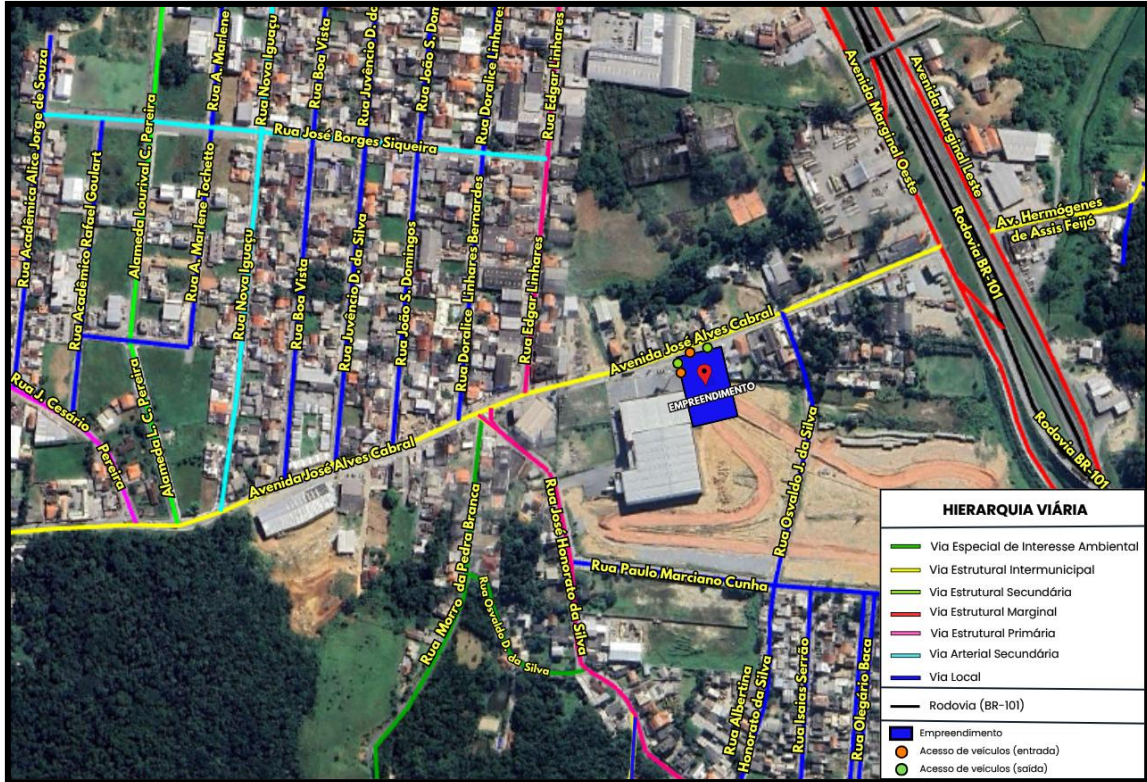 Rua Acadêmica Alice Jorge de Souza
Rua Acadêmico Rafael Goulart
Alameda Lourival C. Pereira
Rua A. Marlene
Rua A. Marlene Tochetto
Rua Nova Iguaçu
Rua Nova Iguaçu
Rua Boa Vista
Rua Boa Vista
Rua Juvêncio D. da
Rua Juvêncio D. da Silva
Rua João S. Dom
Rua João S. Domingos
Rua Doralice Linhares
Rua Doralice Linhares Bernardes
Rua Edgar Linhares
Rua Edgar Linhares
Rua José Borges Siqueira
Avenida Marginal Oeste
Avenida Marginal Leste
Rodovia BR-101
Rodovia BR-101
Av. Hermógenes
de Assis Feijó
Avenida José Alves Cabral
Avenida José Alves Cabral
EMPREENDIMENTO
Rua J. Cesário
Pereira
Alameda L. C. Pereira
Rua Morro da Pedra Branca
Rua Osvaldo D. da Silva
Rua José Honorato da Silva
Rua Paulo Marciano Cunha
Rua Osvaldo J. da Silva
Rua Albertina
Honorato da Silva
Rua Isaias Serrão
Rua Olegário Baca
HIERARQUIA VIÁRIA
Via Especial de Interesse Ambiental
Via Estrutural Intermunicipal
Via Estrutural Secundária
Via Estrutural Marginal
Via Estrutural Primária
Via Arterial Secundária
Via Local
Rodovia (BR-101)
Empreendimento
Acesso de veículos (entrada)
Acesso de veículos (saída)